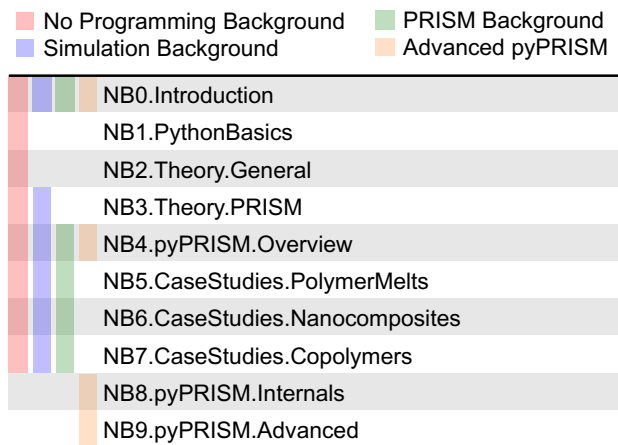 No Programming Background
PRISM Background
Simulation Background
Advanced pyPRISM
NB0.Introduction
NB1.PythonBasics
NB2.Theory.General
NB3.Theory.PRISM
NB4.pyPRISM.Overview
NB5.CaseStudies.PolymerMelts
NB6.CaseStudies.Nanocomposites
NB7.CaseStudies.Copolymers
NB8.pyPRISM.Internals
NB9.pyPRISM.Advanced